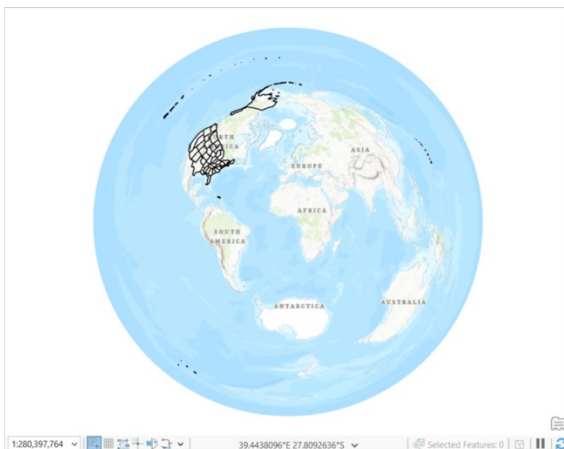 NORTH
AMERICA
ASIA
EUROPE
AFRICA
SOUTH
AMERICA
ANTARCTICA
AUSTRALIA
1:280,397,764
39.4438096°E 27.8092636°S
Selected Features: 0